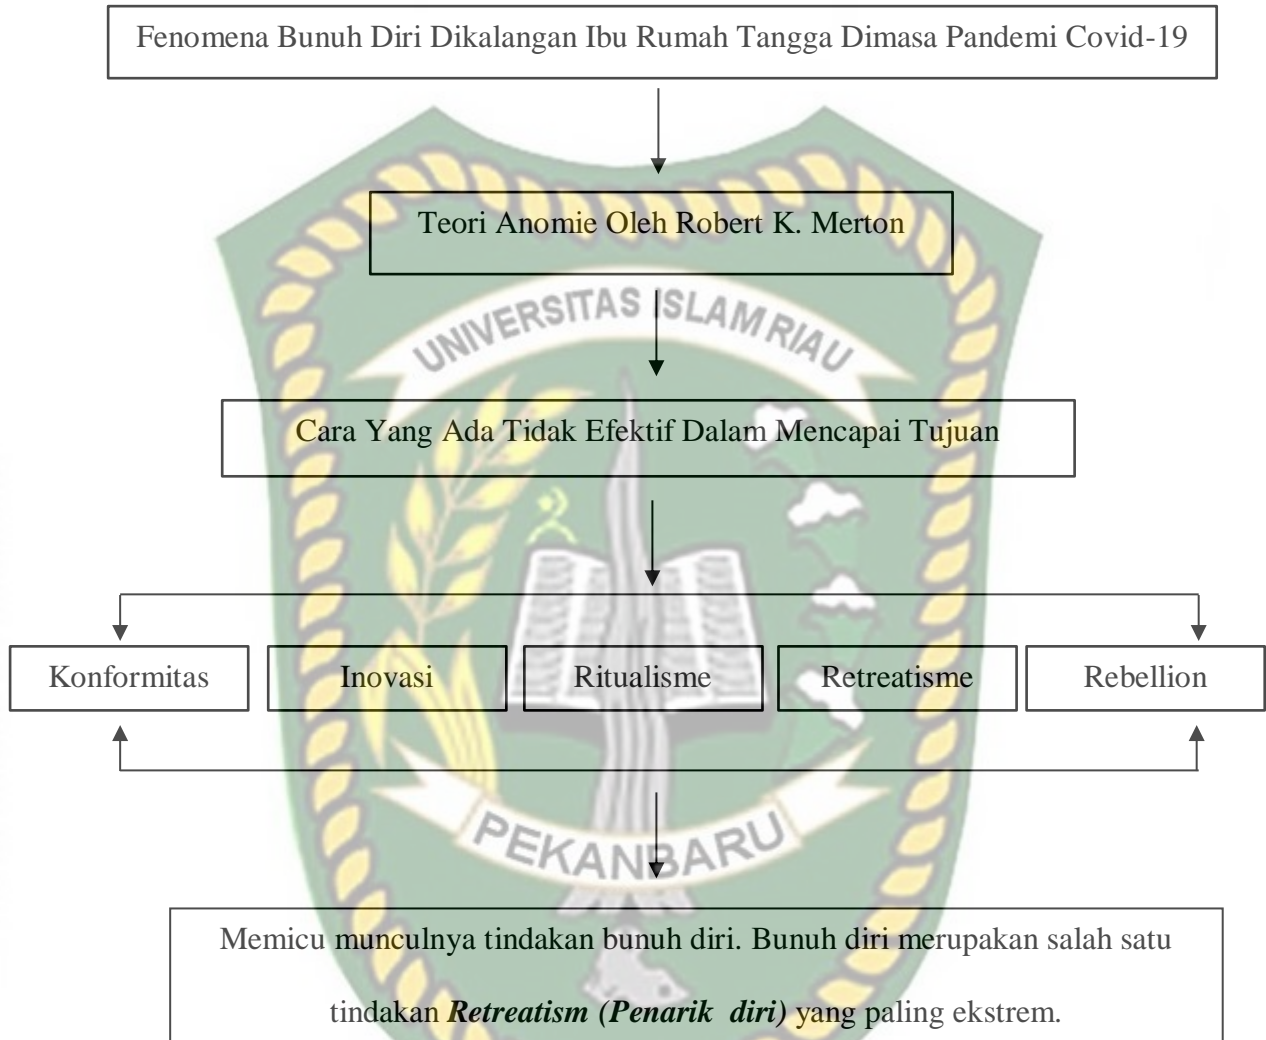 Fenomena Bunuh Diri Dikalangan Ibu Rumah Tangga Dimasa Pandemi Covid-19
Teori Anomie Oleh Robert K. Merton
UNIVERSITAS ISLAM RIAU
Cara Yang Ada Tidak Efektif Dalam Mencapai Tujuan
Konformitas
Inovasi
Ritualisme
Retreatisme
Rebellion
PEKANBARU
Memicu munculnya tindakan bunuh diri. Bunuh diri merupakan salah satu
tindakan Retreatism (Penarik diri) yang paling ekstrem.